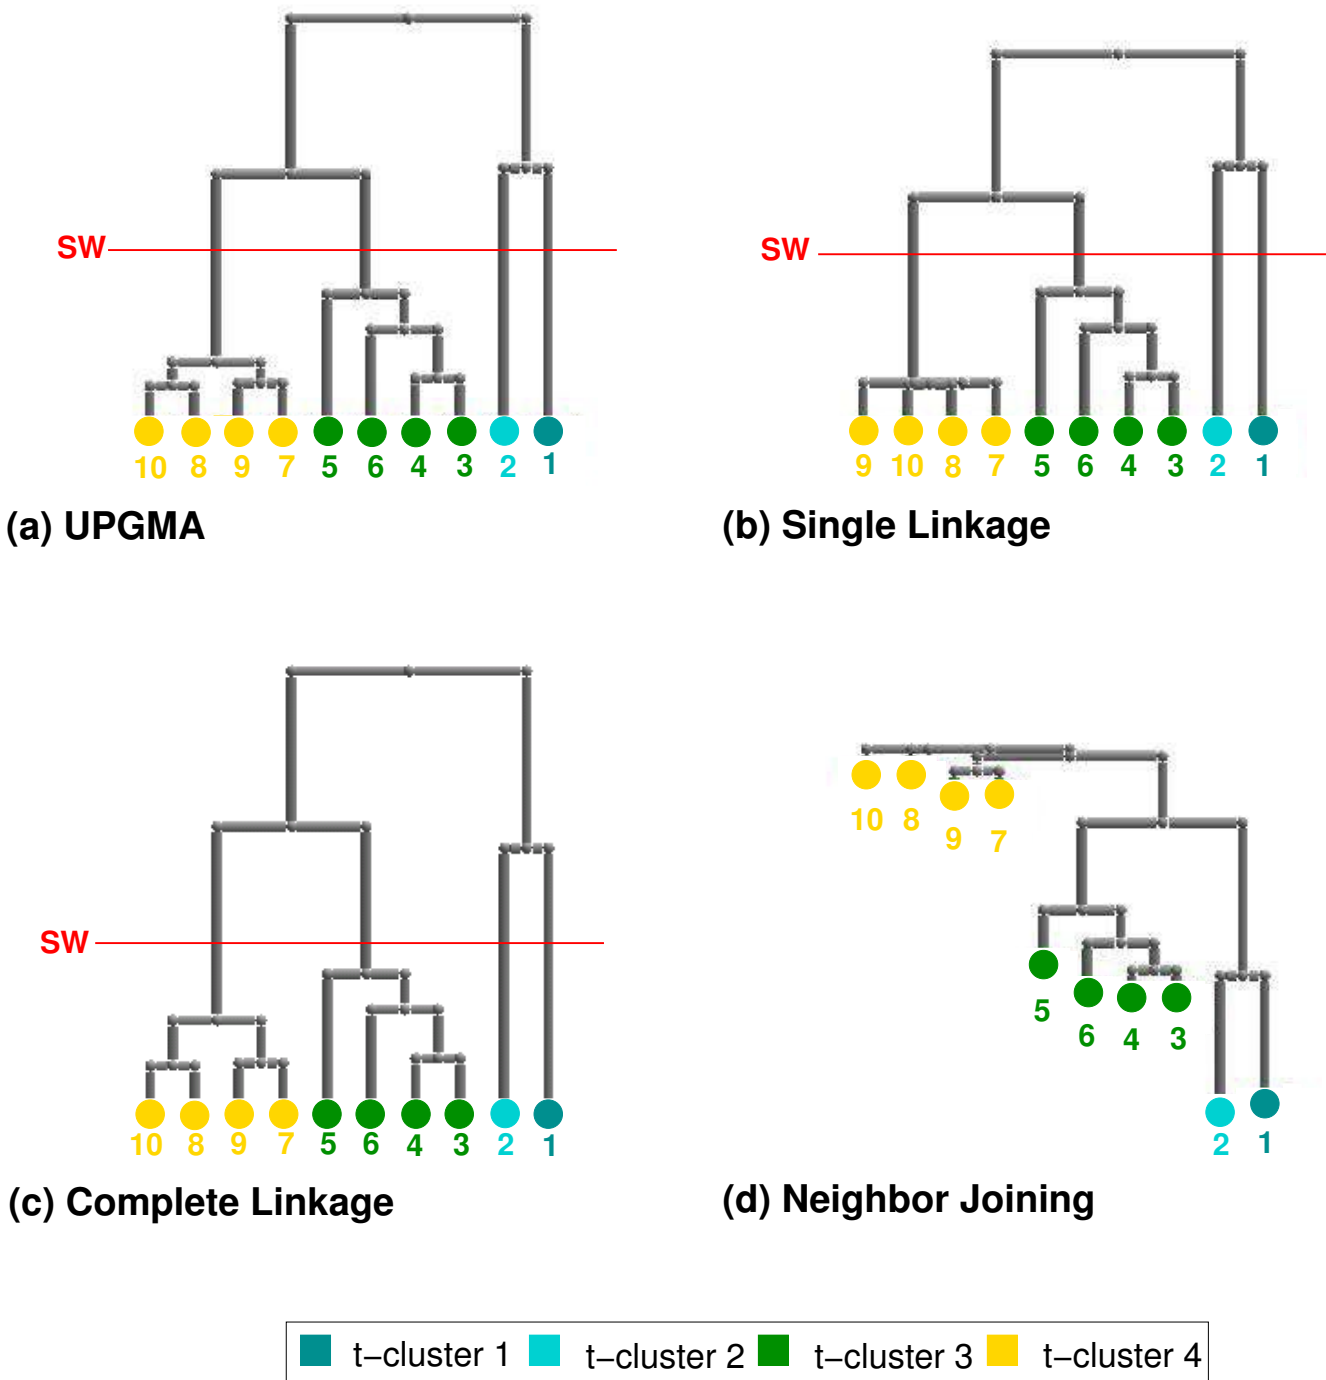 SW
10 8 9 7 5 6 4 3 2 1
(a) UPGMA
SW
9 10 8 7 5 6 4 3 2 1
(b) Single Linkage
SW
10 8 9 7 5 6 4 3 2 1
(c) Complete Linkage
10 8 9 7
5 6 4 3
2 1
(d) Neighbor Joining
t−cluster 1 t−cluster 2 t−cluster 3 t−cluster 4